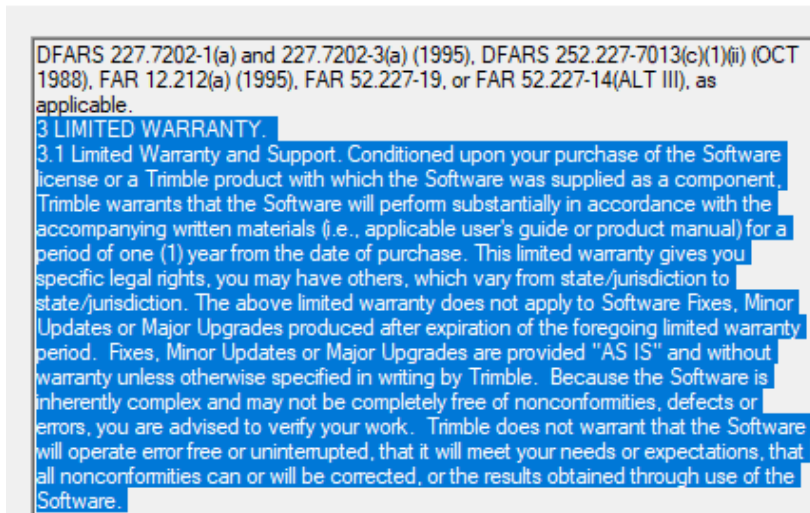 DFARS 227.7202-1(a) and 227.7202-3(a) (1995), DFARS 252.227-7013(c)(1)(ii) (OCT
1988), FAR 12.212(a) (1995), FAR 52.227-19, or FAR 52.227-14(ALT III), as
applicable.
3 LIMITED WARRANTY.
3.1 Limited Warranty and Support. Conditioned upon your purchase of the Software
license or a Trimble product with which the Software was supplied as a component,
Trimble warrants that the Software will perform substantially in accordance with the
accompanying written materials (i.e., applicable user's guide or product manual) for a
period of one (1) year from the date of purchase. This limited warranty gives you
specific legal rights, you may have others, which vary from state/jurisdiction to
state/jurisdiction. The above limited warranty does not apply to Software Fixes, Minor
Updates or Major Upgrades produced after expiration of the foregoing limited warranty
period.  Fixes, Minor Updates or Major Upgrades are provided "AS IS" and without
warranty unless otherwise specified in writing by Trimble.  Because the Software is
inherently complex and may not be completely free of nonconformities, defects or
errors, you are advised to verify your work.  Trimble does not warrant that the Software
will operate error free or uninterrupted, that it will meet your needs or expectations, that
all nonconformities can or will be corrected, or the results obtained through use of the
Software.